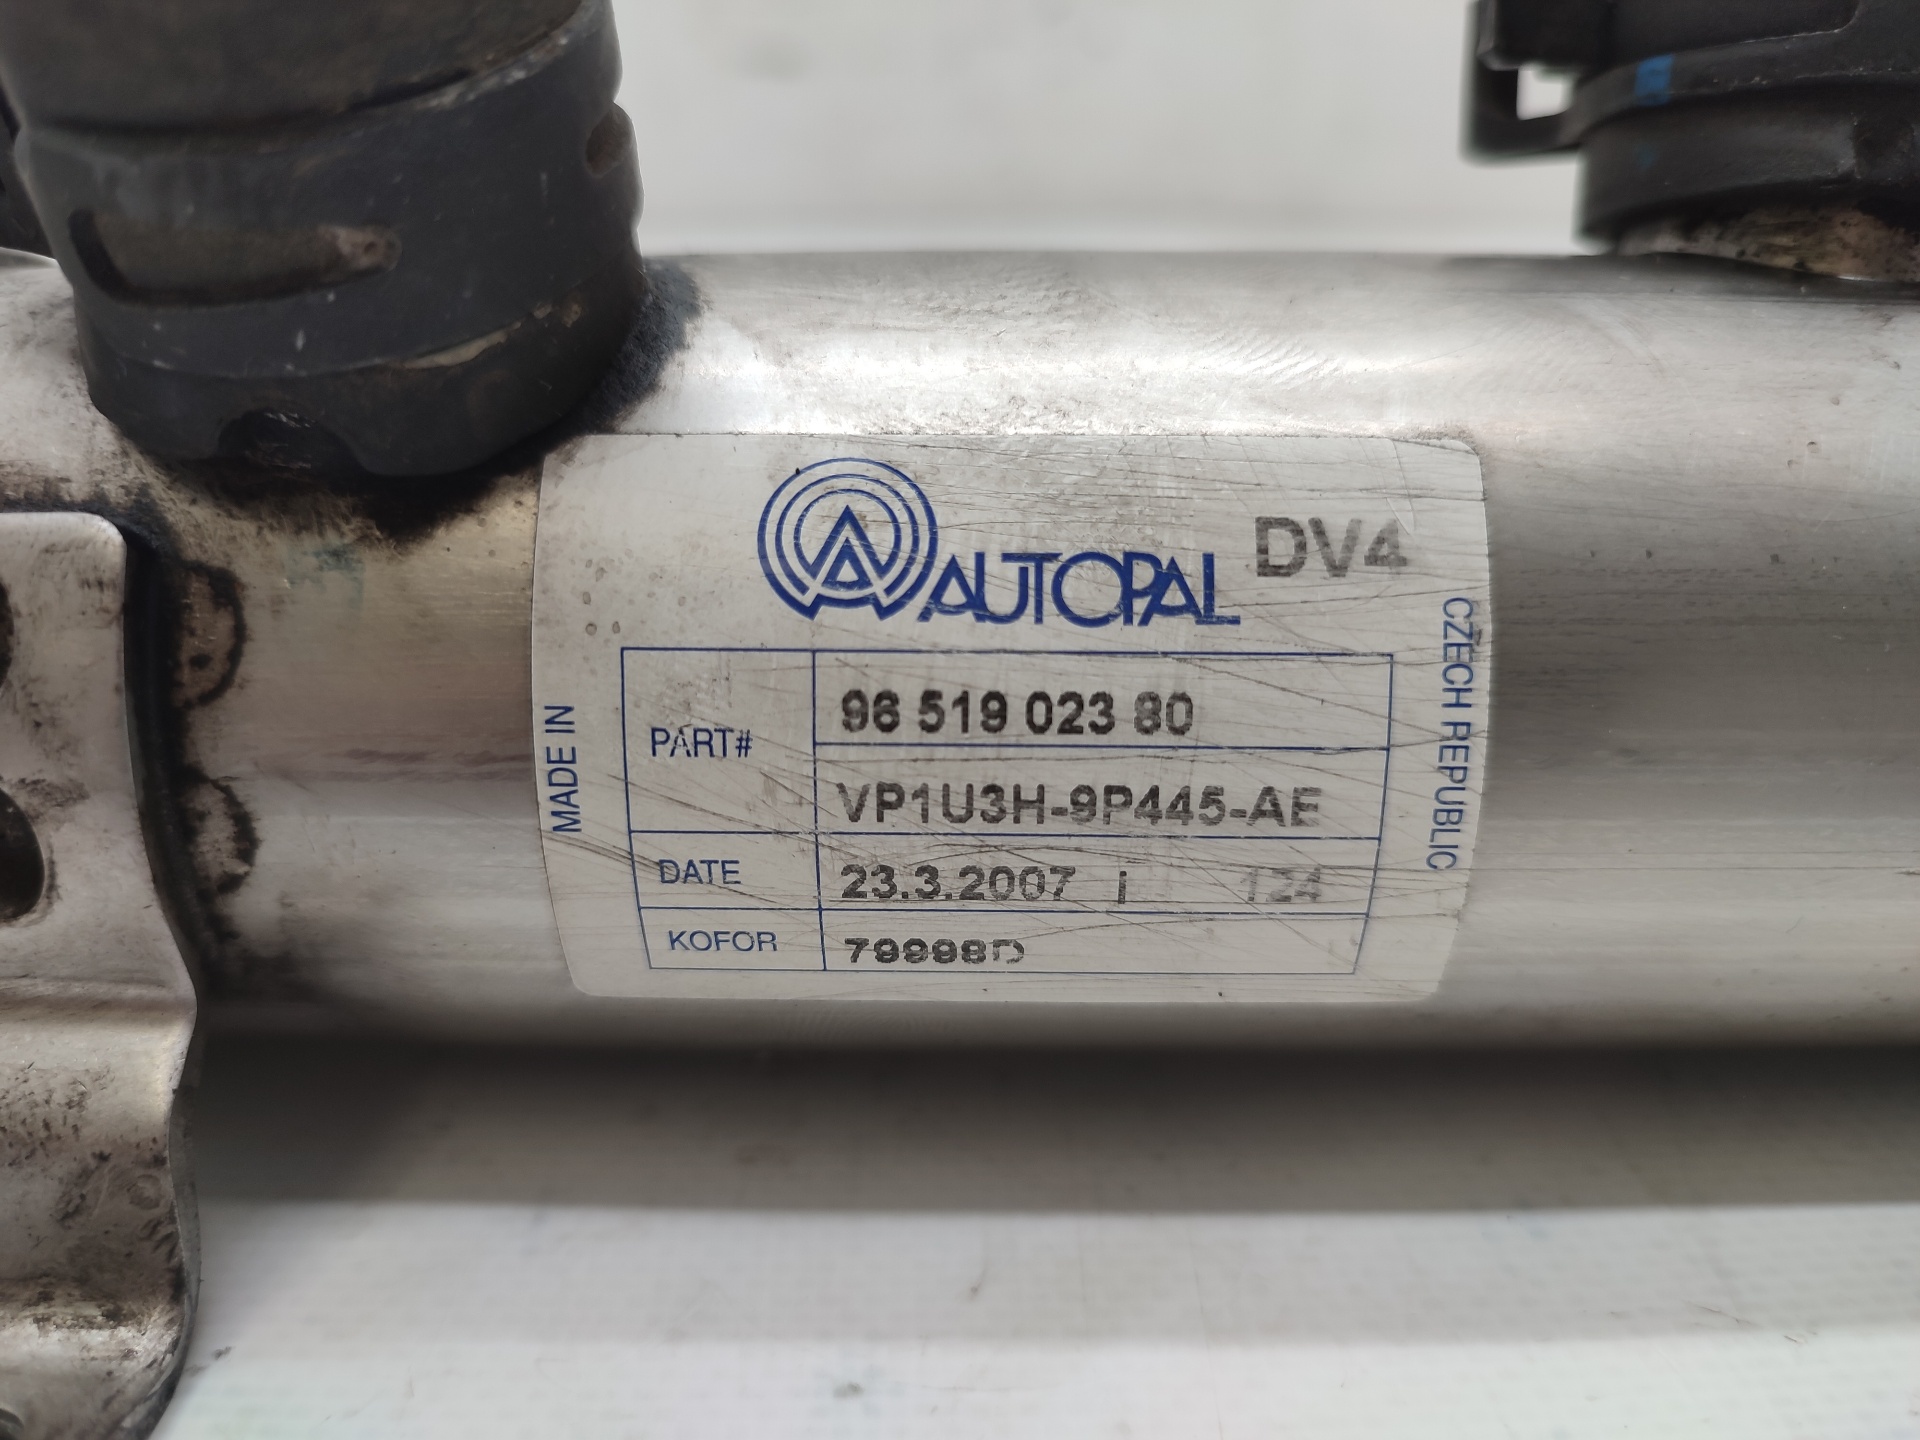 AUTOPAL DV4
MADE IN
CZECH REPUBLIC
PART# 96 519 023 80
VP1U3H-9P445-AE
DATE 23.3.2007 i 124
KOFOR 79998D